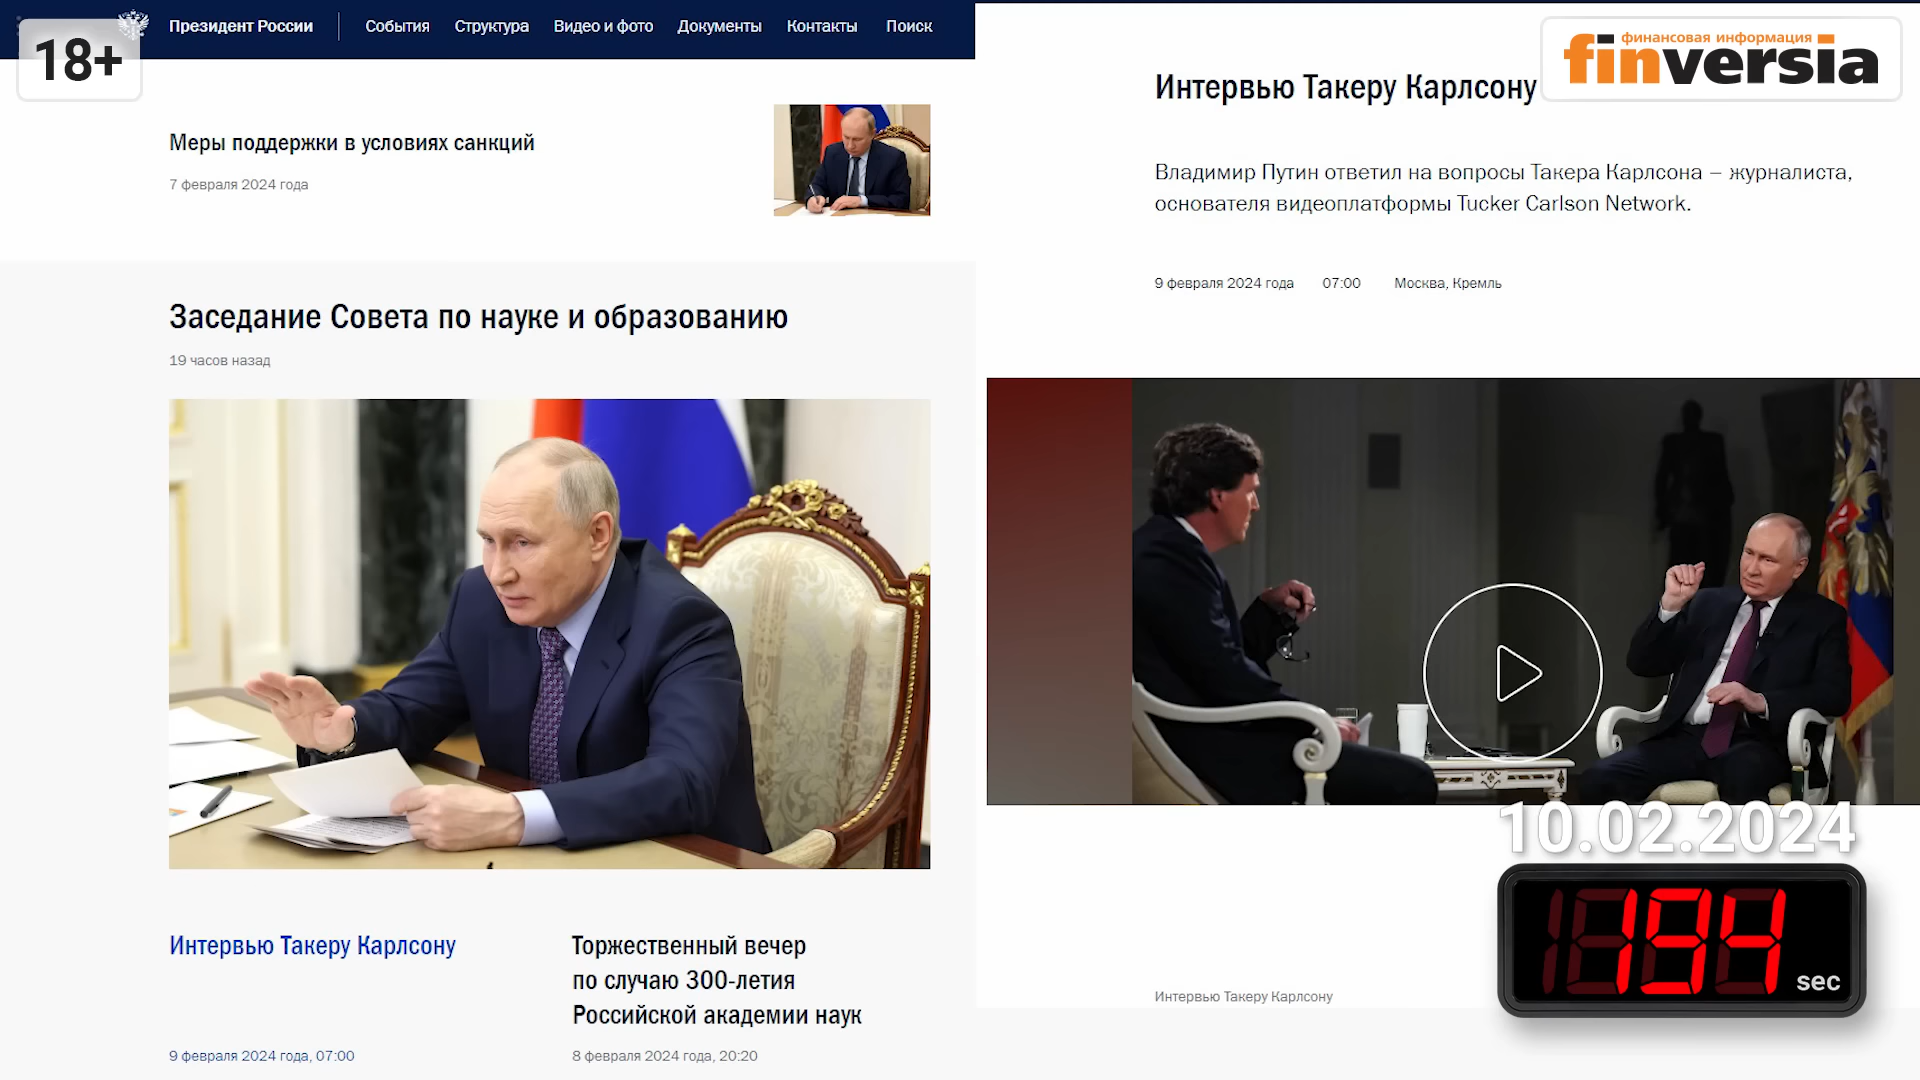 Президент России
События
Структура
Видео и фото
Документы
Контакты
Поиск
18+
Меры поддержки в условиях санкций
7 февраля 2024 года
Заседание Совета по науке и образованию
19 часов назад
Интервью Такеру Карлсону
9 февраля 2024 года, 07:00
Торжественный вечер
по случаю 300-летия
Российской академии наук
8 февраля 2024 года, 20:20
финансовая информация
finversia
Интервью Такеру Карлсону
Владимир Путин ответил на вопросы Такера Карлсона – журналиста,
основателя видеоплатформы Tucker Carlson Network.
9 февраля 2024 года
07:00
Москва, Кремль
10.02.2024
194
sec
Интервью Такеру Карлсону